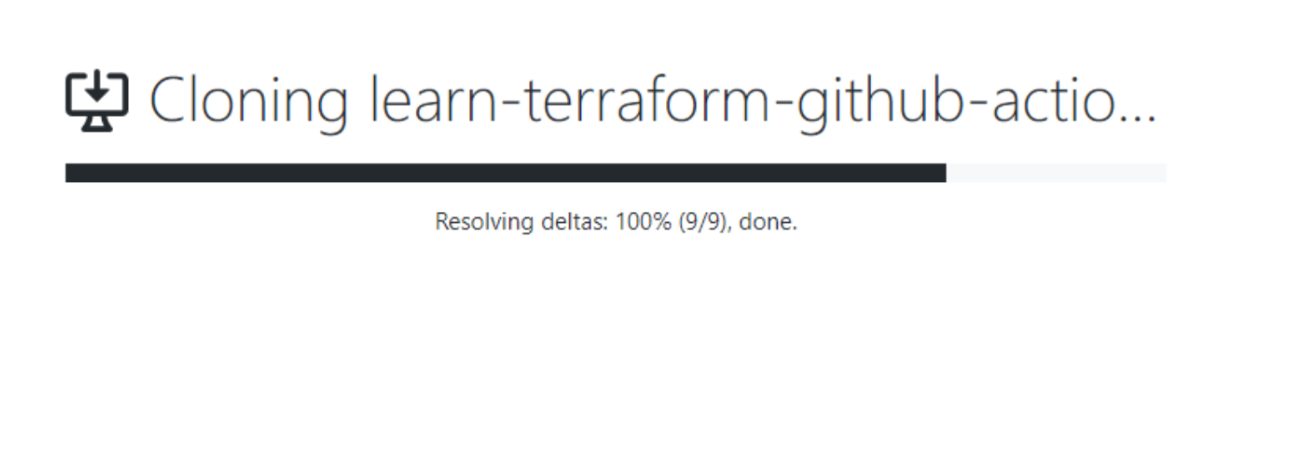 Cloning learn-terraform-github-actio...
Resolving deltas: 100% (9/9), done.